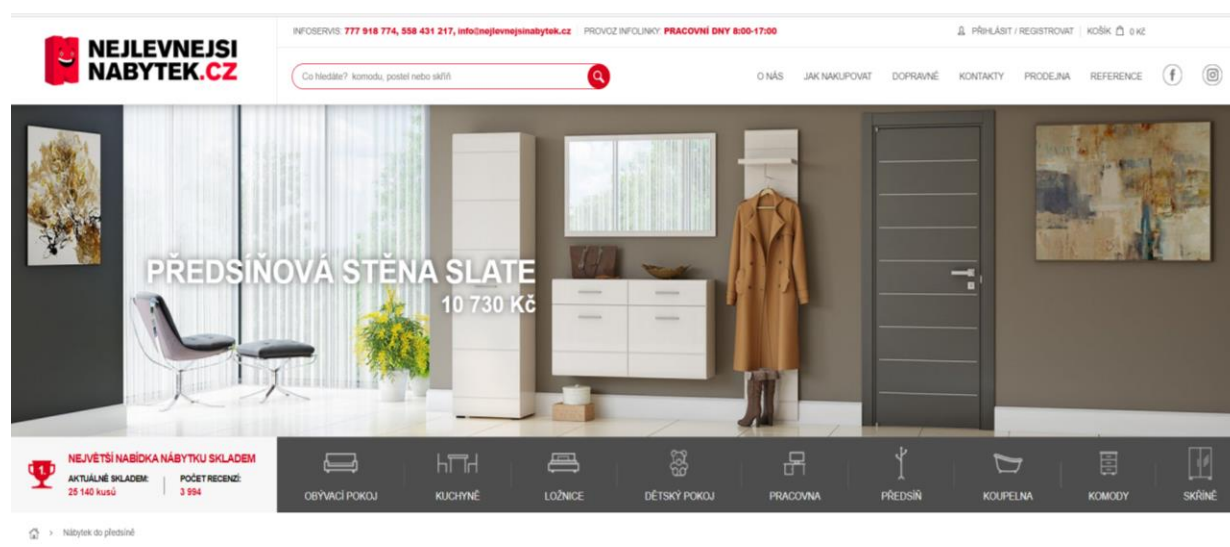 NEJLEVNEJSI
NABYTEK.CZ
INFOSERVIS: 777 918 774, 558 431 217, info@nejlevnejsinabytek.cz | PROVOZ INFOLINKY: PRACOVNÍ DNY 8:00-17:00
PŘIHLÁSIT / REGISTROVAT | KOŠÍK 0 Kč
Co hledáte? komodu, postel nebo skříň
O NÁS JAK NAKUPOVAT DOPRAVNÉ KONTAKTY PRODEJNA REFERENCE f
PŘEDSÍŇOVÁ STĚNA SLATE
10 730 Kč
1.
NEJVĚTŠÍ NABÍDKA NÁBYTKU SKLADEM
AKTUÁLNĚ SKLADEM: POČET RECENZÍ:
25 140 kusů 3 994
OBÝVACÍ POKOJ KUCHYNĚ LOŽNICE DĚTSKÝ POKOJ PRACOVNA PŘEDSÍŇ KOUPELNA KOMODY SKŘÍNĚ
> Nábytek do předsíně